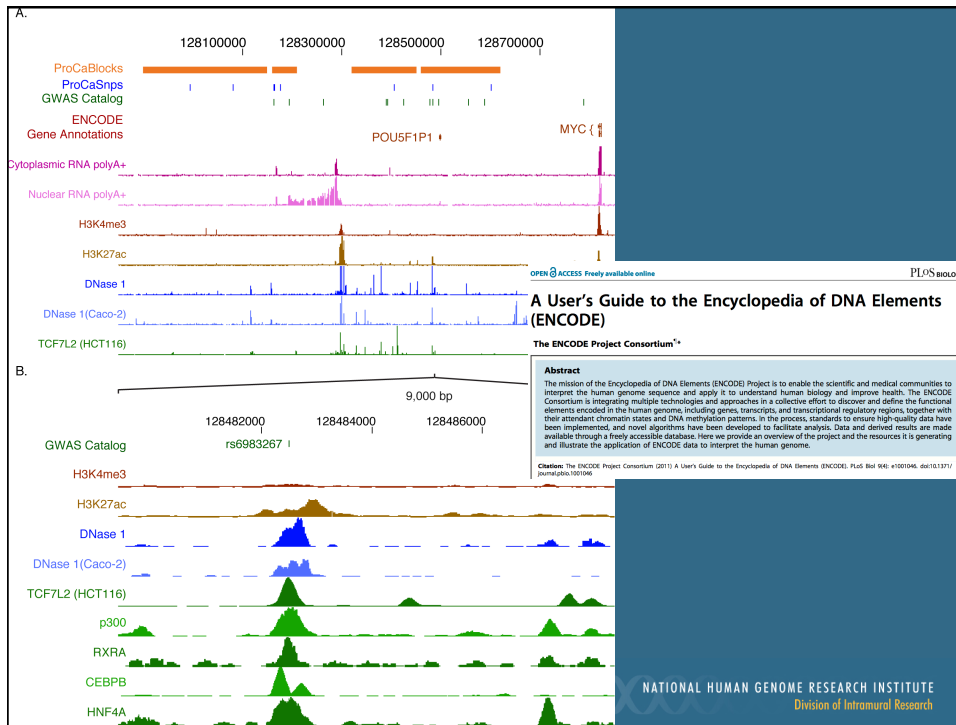 A.
128100000 128300000 128500000 128700000
ProCaBlocks
ProCaSnps
GWAS Catalog
ENCODE
Gene Annotations
POU5F1P1
MYC {
Cytoplasmic RNA polyA+
Nuclear RNA polyA+
H3K4me3
H3K27ac
DNase 1
DNase 1(Caco-2)
TCF7L2 (HCT116)
OPEN ACCESS Freely available online
PLoS BIOLO
A User's Guide to the Encyclopedia of DNA Elements
(ENCODE)
The ENCODE Project Consortium¶*
Abstract
The mission of the Encyclopedia of DNA Elements (ENCODE) Project is to enable the scientific and medical communities to
interpret the human genome sequence and apply it to understand human biology and improve health. The ENCODE
Consortium is integrating multiple technologies and approaches in a collective effort to discover and define the functional
elements encoded in the human genome, including genes, transcripts, and transcriptional regulatory regions, together with
their attendant chromatin states and DNA methylation patterns. In the process, standards to ensure high-quality data have
been implemented, and novel algorithms have been developed to facilitate analysis. Data and derived results are made
available through a freely accessible database. Here we provide an overview of the project and the resources it is generating
and illustrate the application of ENCODE data to interpret the human genome.
Citation: The ENCODE Project Consortium (2011) A User's Guide to the Encyclopedia of DNA Elements (ENCODE). PLoS Biol 9(4): e1001046. doi:10.1371/
journal.pbio.1001046
B.
9,000 bp
128482000 128484000 128486000
GWAS Catalog
rs6983267
H3K4me3
H3K27ac
DNase 1
DNase 1(Caco-2)
TCF7L2 (HCT116)
p300
RXRA
CEBPB
HNF4A
NATIONAL HUMAN GENOME RESEARCH INSTITUTE
Division of Intramural Research